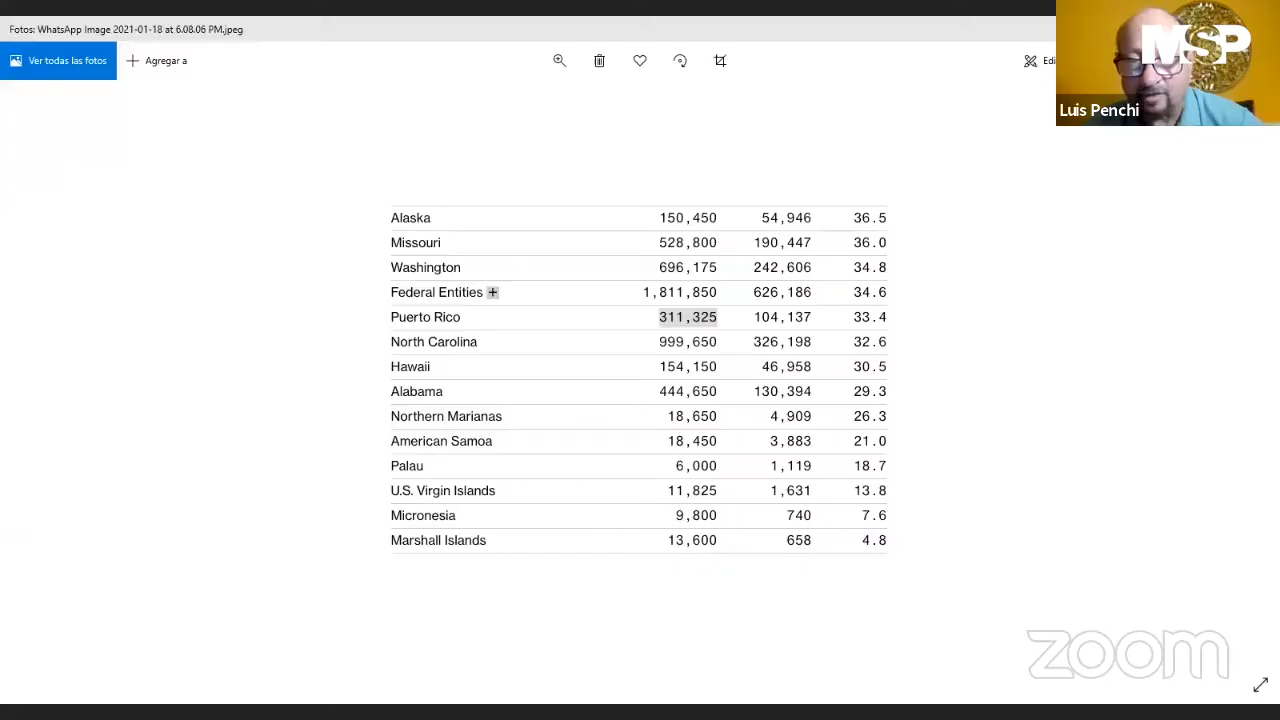 Fotos: WhatsApp Image 2021-01-18 at 6.08.06 PM.jpeg
Ver todas las fotos
Agregar a
Edi
MSP
Luis Penchi
Alaska 150,450 54,946 36.5
Missouri 528,800 190,447 36.0
Washington 696,175 242,606 34.8
Federal Entities + 1,811,850 626,186 34.6
Puerto Rico 311,325 104,137 33.4
North Carolina 999,650 326,198 32.6
Hawaii 154,150 46,958 30.5
Alabama 444,650 130,394 29.3
Northern Marianas 18,650 4,909 26.3
American Samoa 18,450 3,883 21.0
Palau 6,000 1,119 18.7
U.S. Virgin Islands 11,825 1,631 13.8
Micronesia 9,800 740 7.6
Marshall Islands 13,600 658 4.8
zoom